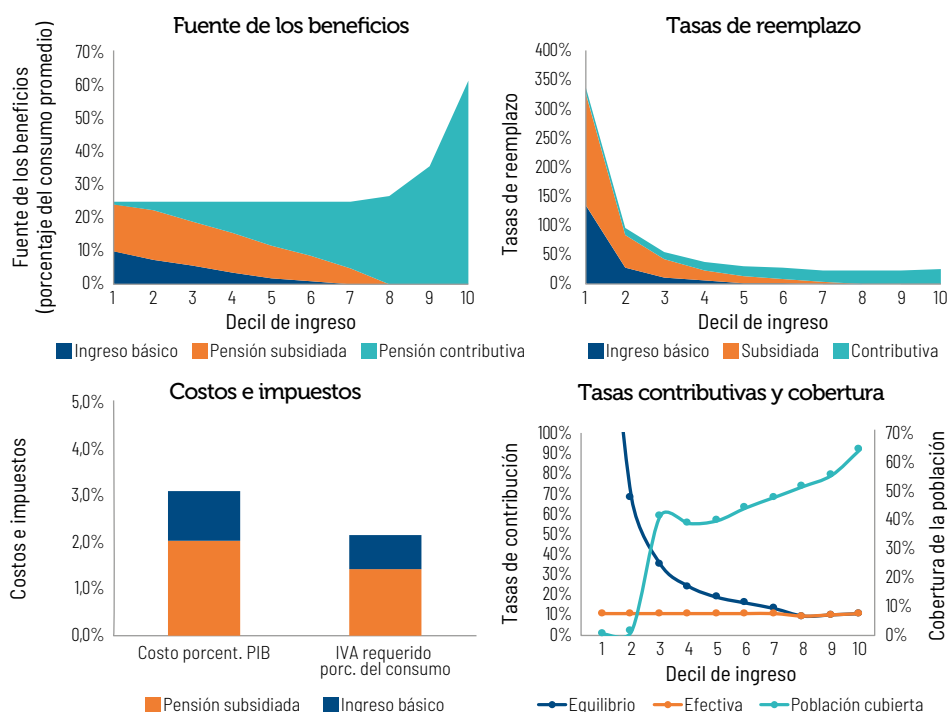 Fuente de los beneficios
Fuente de los beneficios
(porcentaje del consumo promedio)
70%
60%
50%
40%
30%
20%
10%
0%
1 2 3 4 5 6 7 8 9 10
Decil de ingreso
Ingreso básico Pensión subsidiada Pensión contributiva
Tasas de reemplazo
Tasas de reemplazo
400%
350%
300%
250%
200%
150%
100%
50%
0%
1 2 3 4 5 6 7 8 9 10
Decil de ingreso
Ingreso básico Subsidiada Contributiva
Costos e impuestos
Costos e impuestos
5,0%
4,0%
3,0%
2,0%
1,0%
0,0%
Costo porcent. PIB
IVA requerido
porc. del consumo
Pensión subsidiada Ingreso básico
Tasas contributivas y cobertura
Tasas de contribución
100%
90%
80%
70%
60%
50%
40%
30%
20%
10%
0%
70%
60%
50%
40%
30%
20%
10%
0%
Cobertura de la población
1 2 3 4 5 6 7 8 9 10
Decil de ingreso
Equilibrio Efectiva Población cubierta